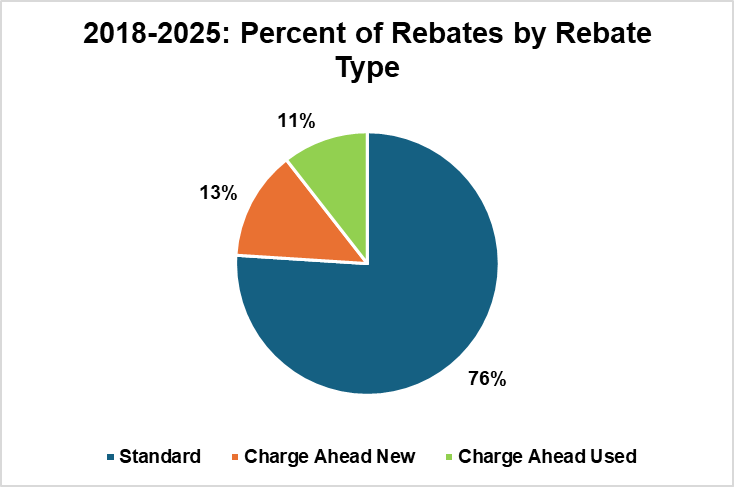 2018-2025: Percent of Rebates by Rebate
Type
11%
13%
76%
Standard
Charge Ahead New
Charge Ahead Used